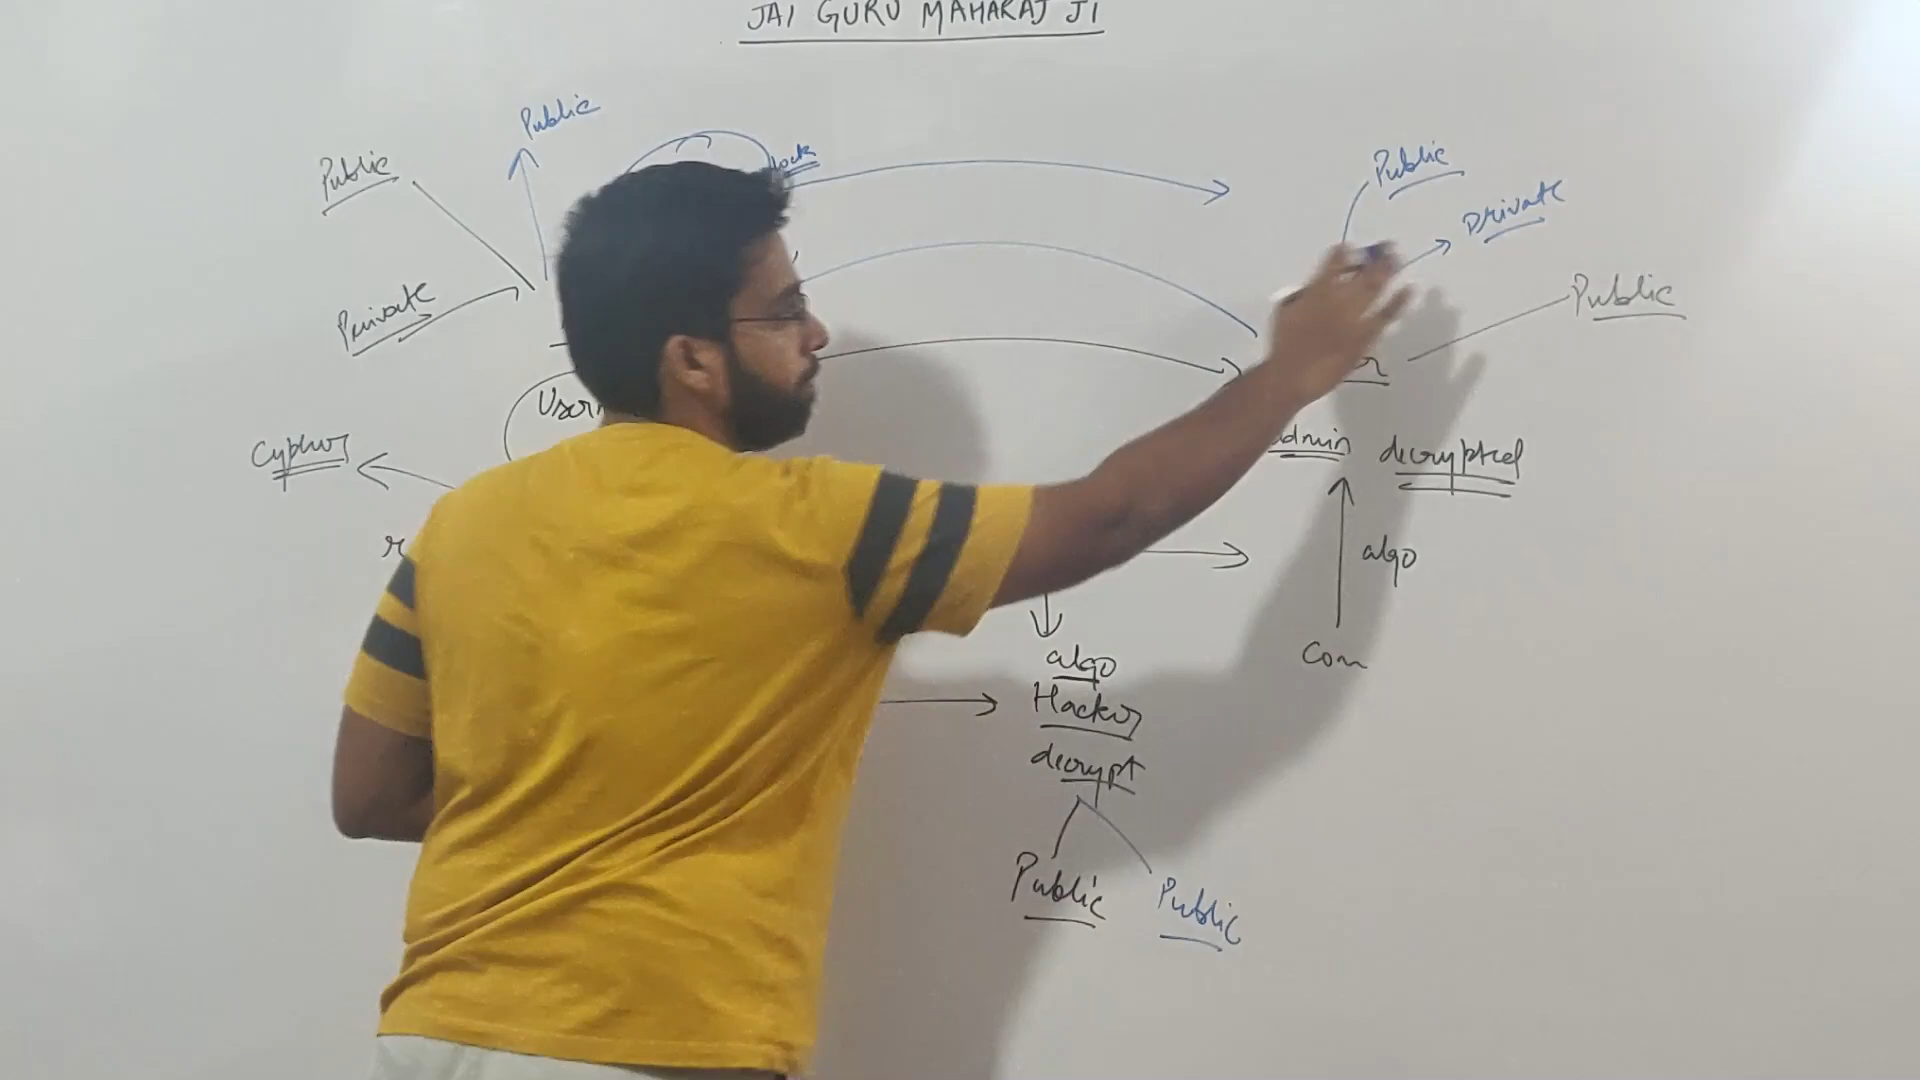 JAI GURU MAHARAJ JI
Public
Public
Public
Private
Public
Private
Public
Cypher
admin
decrypted
algo
Com
algo
Hacker
decrypt
Public
Public